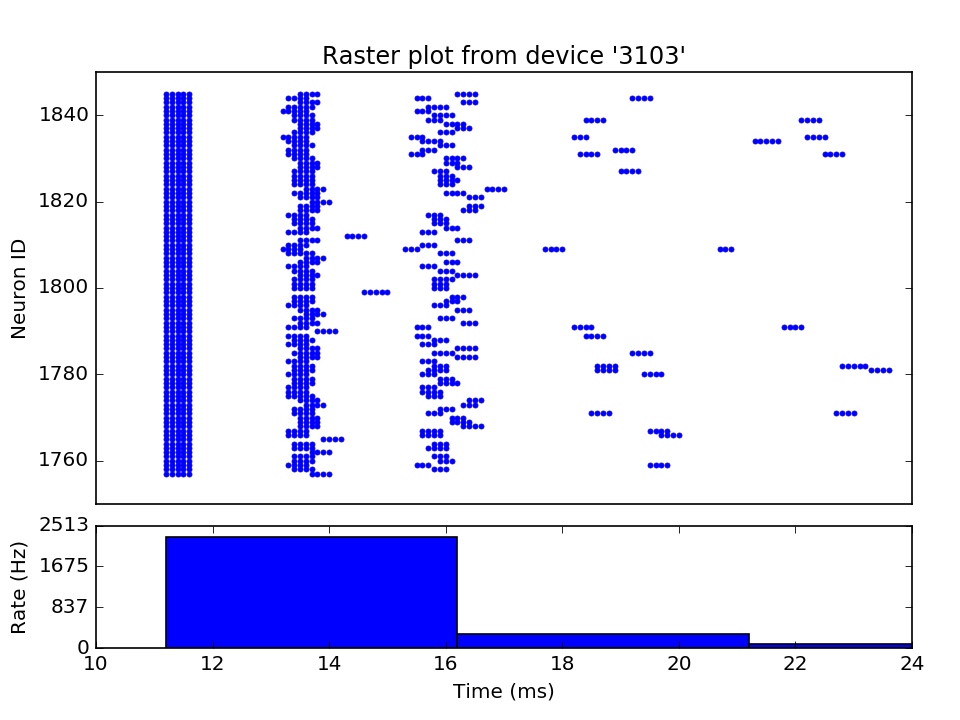 Raster plot from device '3103'
1840
1820
1800
1780
1760
Neuron ID
2513
1675
837
0
Rate (Hz)
10 12 14 16 18 20 22 24
Time (ms)